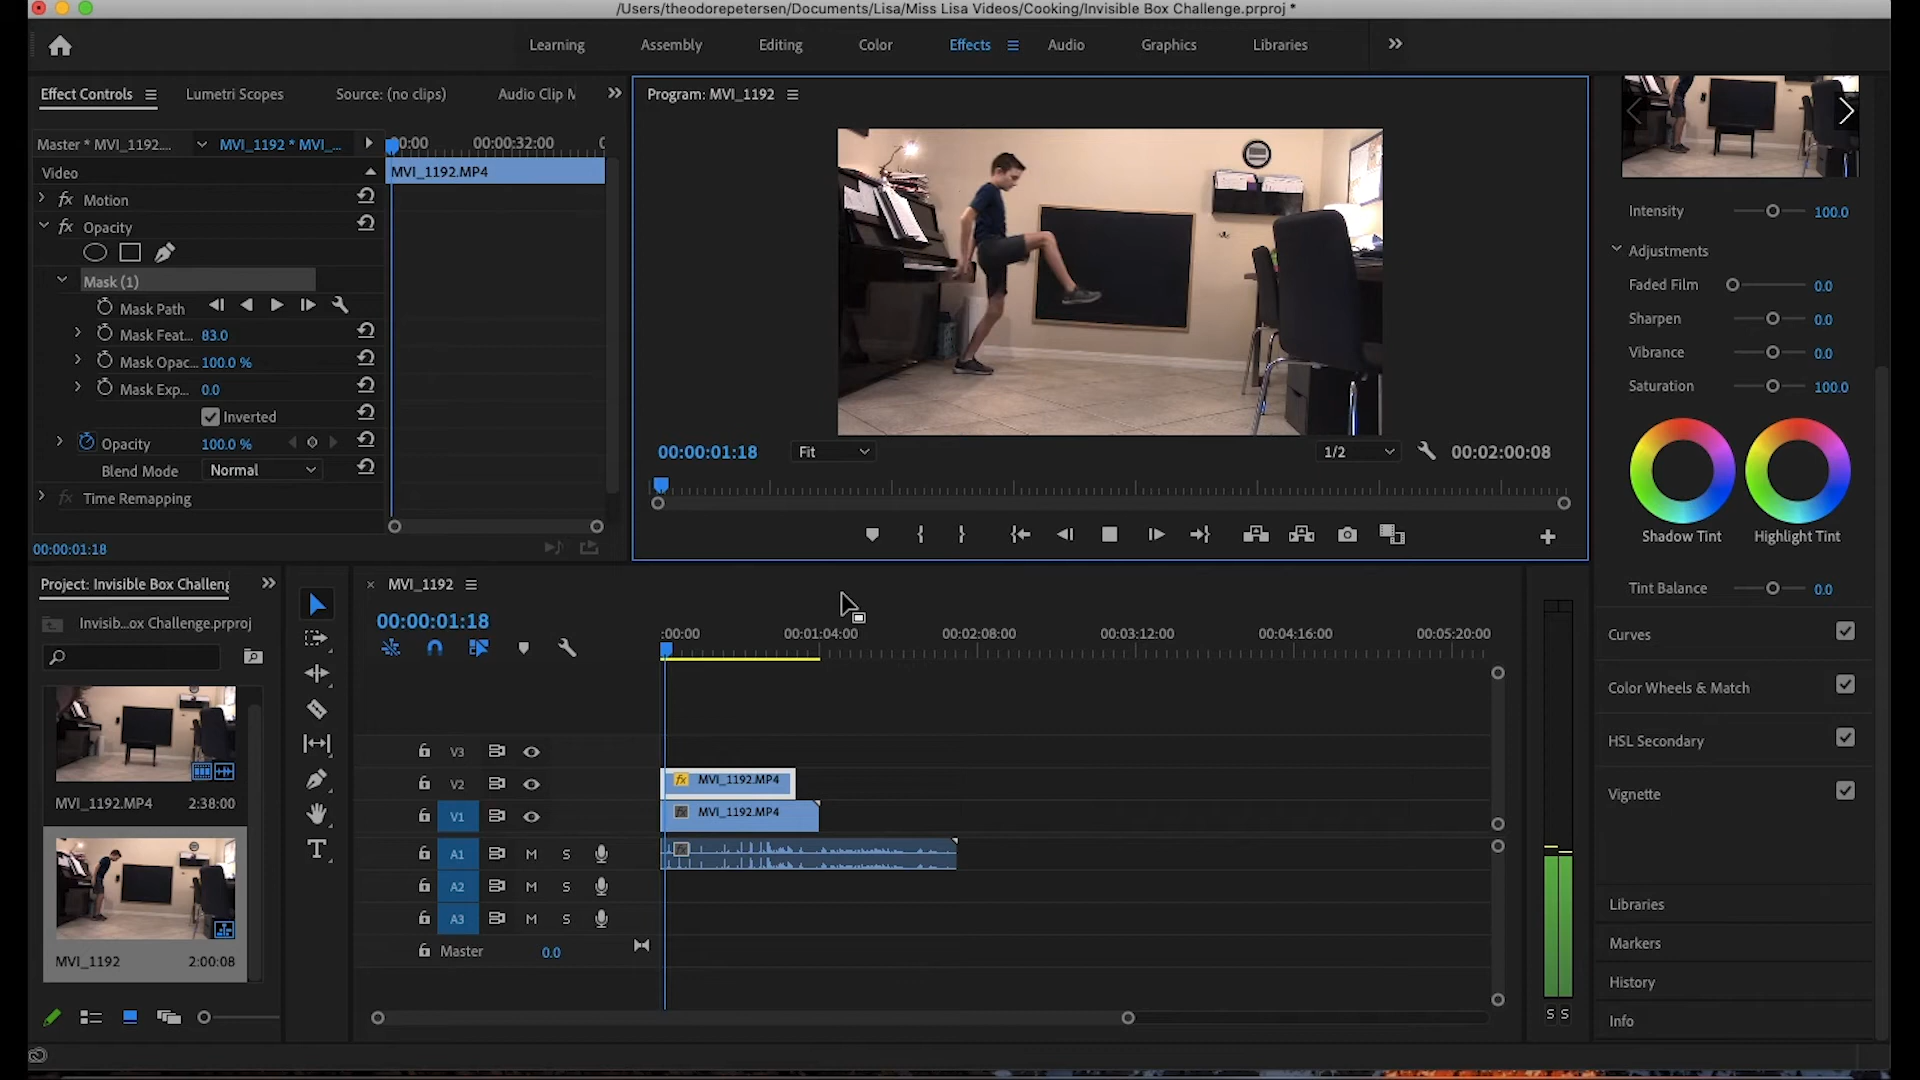 /Users/theodorepetersen/Documents/Lisa/Miss Lisa Videos/Cooking/Invisible Box Challenge.prproj *
Learning Assembly Editing Color Effects Audio Graphics Libraries
Effect Controls Lumetri Scopes Source: (no clips) Audio Clip M
Program: MVI_1192
Master * MVI_1192.... MVI_1192 * MVI_... :00:00 00:00:32:00 0
Video MVI_1192.MP4
fx Motion
fx Opacity
Mask (1)
Mask Path
Mask Feat... 83.0
Mask Opac... 100.0 %
Mask Exp... 0.0
Inverted
Opacity 100.0 %
Blend Mode Normal
fx Time Remapping
00:00:01:18
00:00:01:18 Fit 1/2 00:02:00:08
Intensity 100.0
Adjustments
Faded Film 0.0
Sharpen 0.0
Vibrance 0.0
Saturation 100.0
Shadow Tint Highlight Tint
Tint Balance 0.0
Curves
Color Wheels & Match
HSL Secondary
Vignette
Libraries
Markers
History
Info
Project: Invisible Box Challeng
Invisib...ox Challenge.prproj
MVI_1192.MP4 2:38:00
MVI_1192 2:00:08
× MVI_1192
00:00:01:18
:00:00 00:01:04:00 00:02:08:00 00:03:12:00 00:04:16:00 00:05:20:00
V3
V2 fx MVI_1192.MP4
V1 fx MVI_1192.MP4
A1 M S fx
A2 M S
A3 M S
Master 0.0
S S